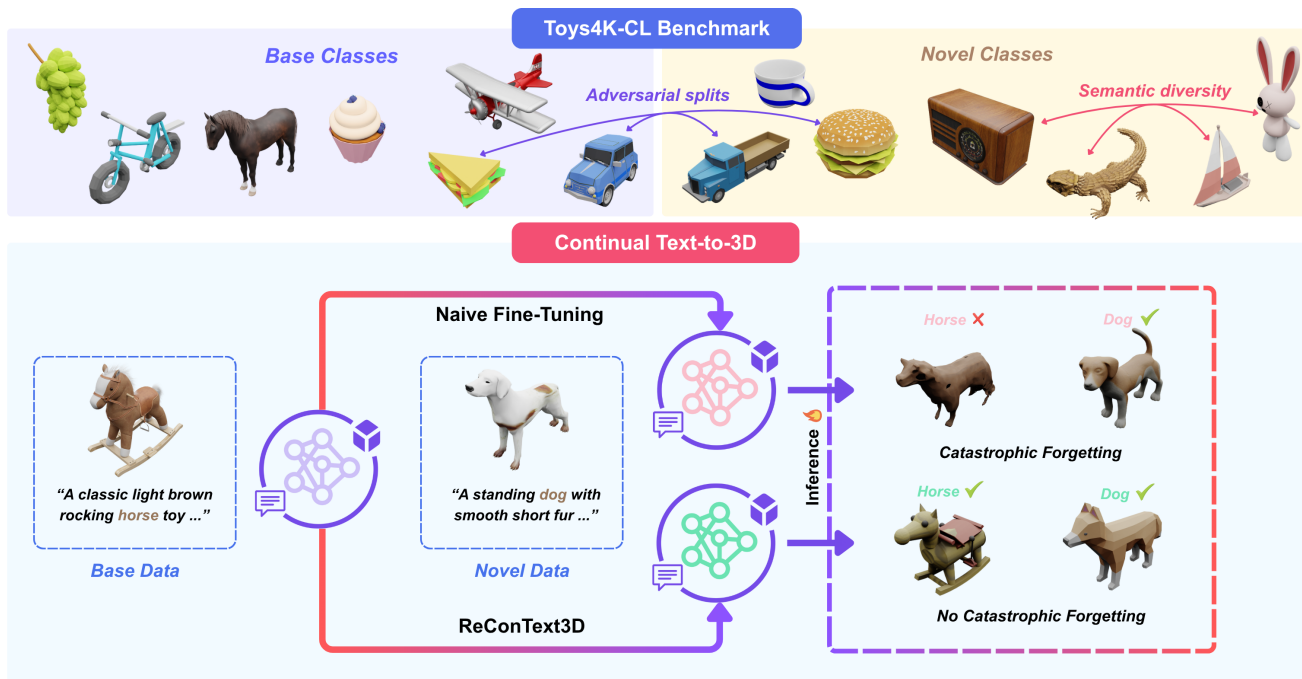 Toys4K-CL Benchmark
Base Classes
Novel Classes
Adversarial splits
Semantic diversity
Continual Text-to-3D
Naive Fine-Tuning
“A classic light brown
rocking horse toy ...”
Base Data
“A standing dog with
smooth short fur ...”
Novel Data
ReConText3D
Inference
Horse
Dog
Catastrophic Forgetting
Horse
Dog
No Catastrophic Forgetting